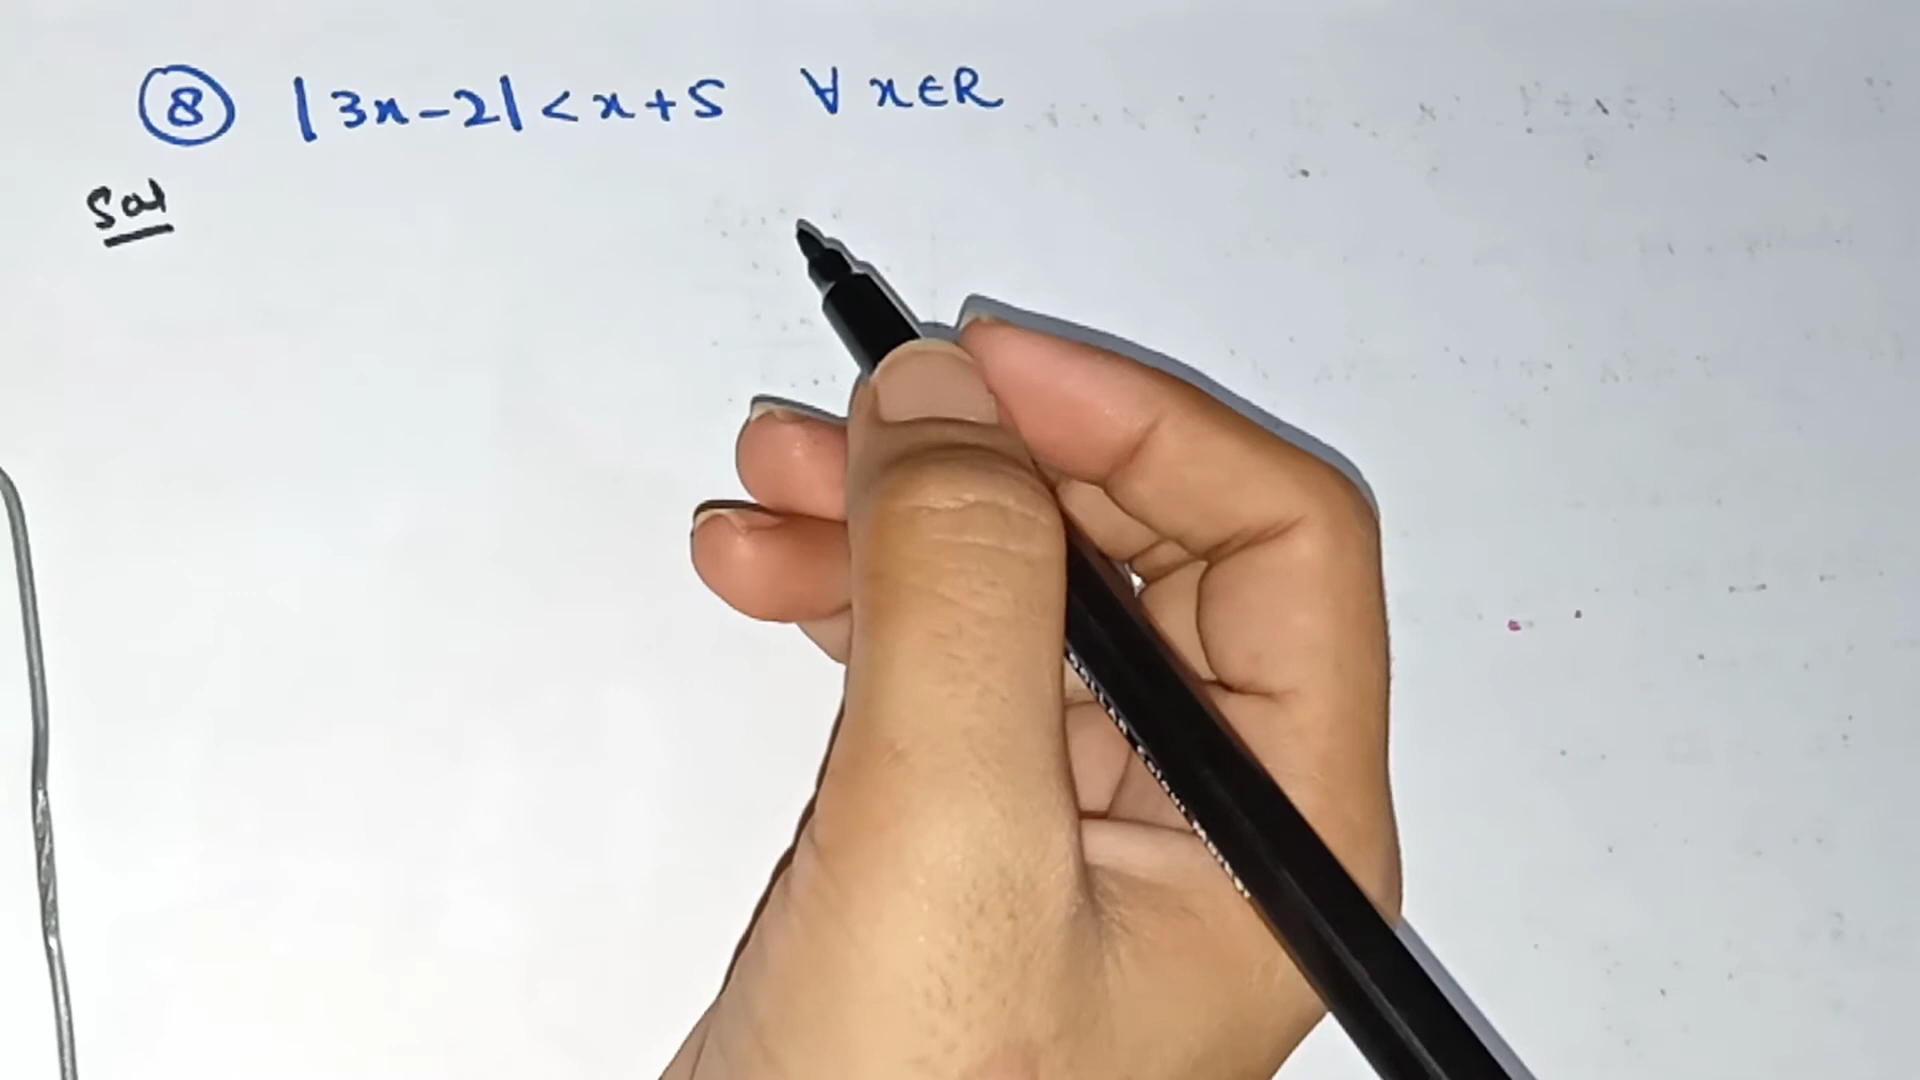 ⑧ |3x-2| < x+5 ∀ x∈R
Sol